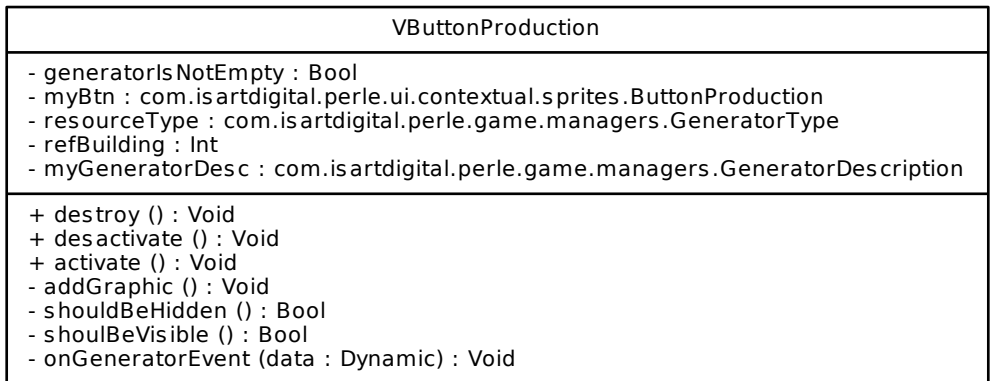 VButtonProduction
- generatorIsNotEmpty : Bool
- myBtn : com.isartdigital.perle.ui.contextual.sprites.ButtonProduction
- resourceType : com.isartdigital.perle.game.managers.GeneratorType
- refBuilding : Int
- myGeneratorDesc : com.isartdigital.perle.game.managers.GeneratorDescription
+ destroy () : Void
+ desactivate () : Void
+ activate () : Void
- addGraphic () : Void
- shouldBeHidden () : Bool
- shoulBeVisible () : Bool
- onGeneratorEvent (data : Dynamic) : Void